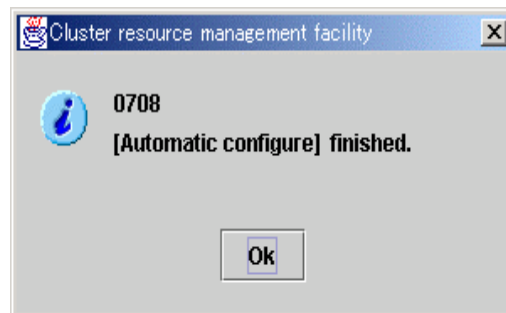 Cluster resource management facility
0708
[Automatic configure] finished.
Ok